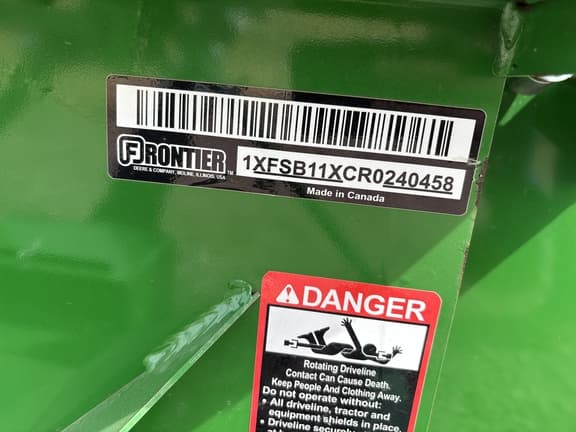 FRONTIER™
DEERE & COMPANY, MOLINE, ILLINOIS, USA
1XFSB11XCR0240458
Made in Canada
DANGER
Rotating Driveline
Contact Can Cause Death.
Keep People And Clothing Away.
Do not operate without:
• All driveline, tractor and
equipment shields in place.
• Driveline securely